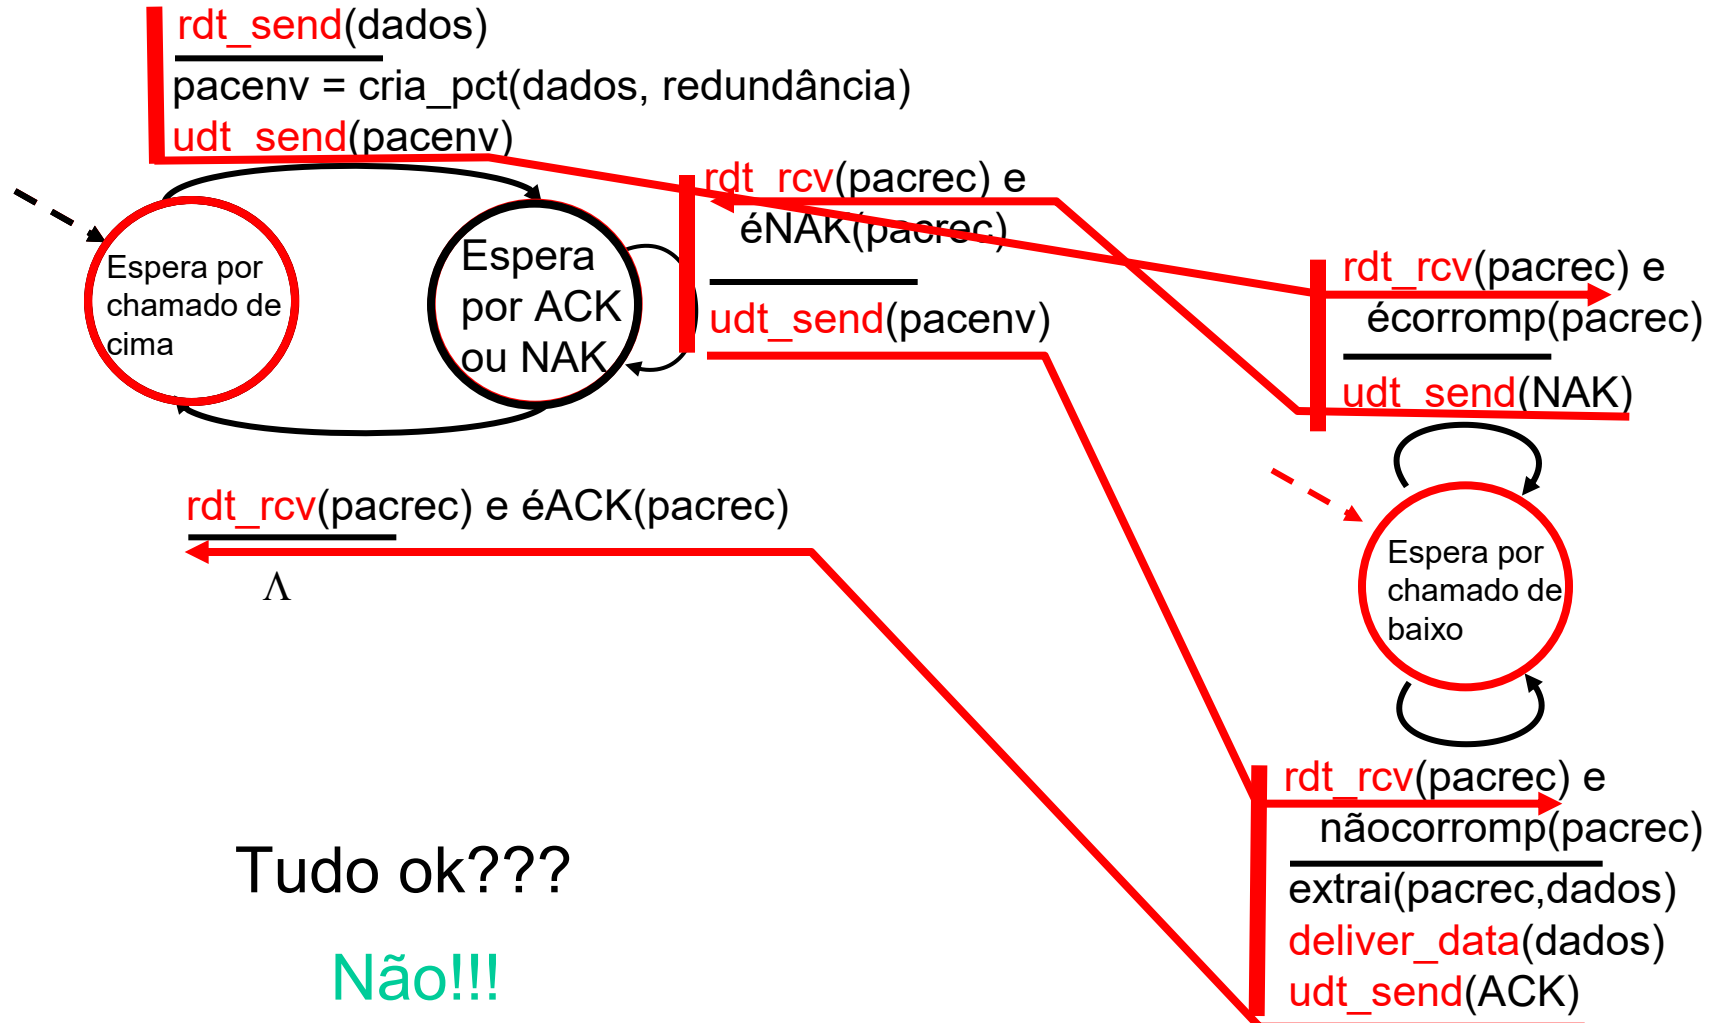 rdt_send(dados)
pacenv = cria_pct(dados, redundância)
udt_send(pacenv)
Espera por
chamado de
cima
Espera
por ACK
ou NAK
rdt_rcv(pacrec) e
éNAK(pacrec)
udt_send(pacenv)
rdt_rcv(pacrec) e
écorromp(pacrec)
udt_send(NAK)
rdt_rcv(pacrec) e éACK(pacrec)
Λ
Espera por
chamado de
baixo
rdt_rcv(pacrec) e
nãocorromp(pacrec)
extrai(pacrec,dados)
deliver_data(dados)
udt_send(ACK)
Tudo ok???
Não!!!